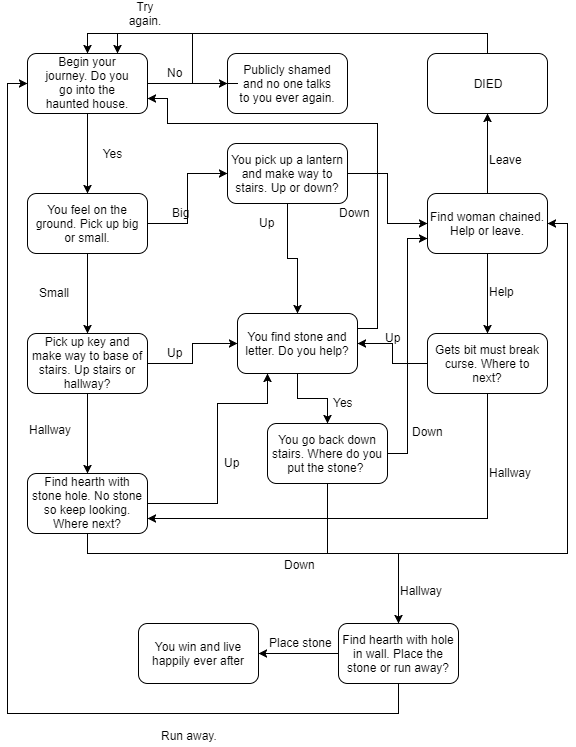 Try
again.
Begin your
journey. Do you
go into the
haunted house.
No
Publicly shamed
and no one talks
to you ever again.
DIED
Yes
You pick up a lantern
and make way to
stairs. Up or down?
Leave
You feel on the
ground. Pick up big
or small.
Big
Up
Down
Find woman chained.
Help or leave.
Small
Help
Pick up key and
make way to base of
stairs. Up stairs or
hallway?
Up
You find stone and
letter. Do you help?
Up
Gets bit must break
curse. Where to
next?
Yes
Hallway
You go back down
stairs. Where do you
put the stone?
Down
Up
Hallway
Find hearth with
stone hole. No stone
so keep looking.
Where next?
Down
Hallway
You win and live
happily ever after
Place stone
Find hearth with hole
in wall. Place the
stone or run away?
Run away.